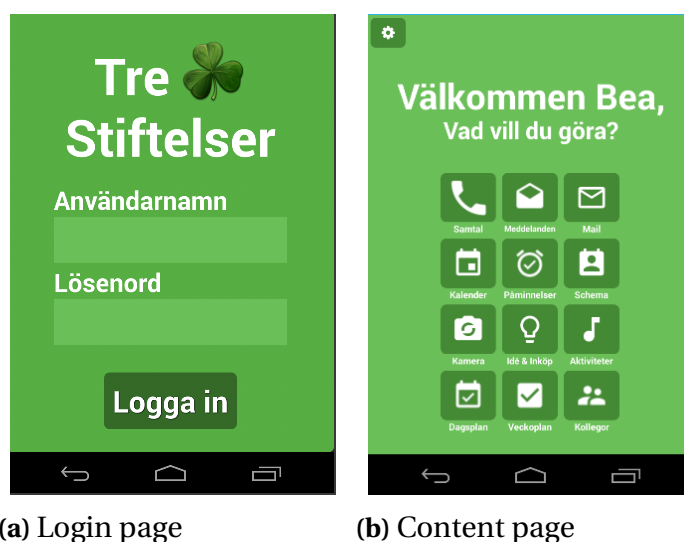 Tre
Stiftelser
Användarnamn
Lösenord
Logga in
(a) Login page
Välkommen Bea,
Vad vill du göra?
Samtal Meddelanden Mail
Kalender Påminnelser Schema
Kamera Idé & Inköp Aktiviteter
Dagsplan Veckoplan Kollegor
(b) Content page